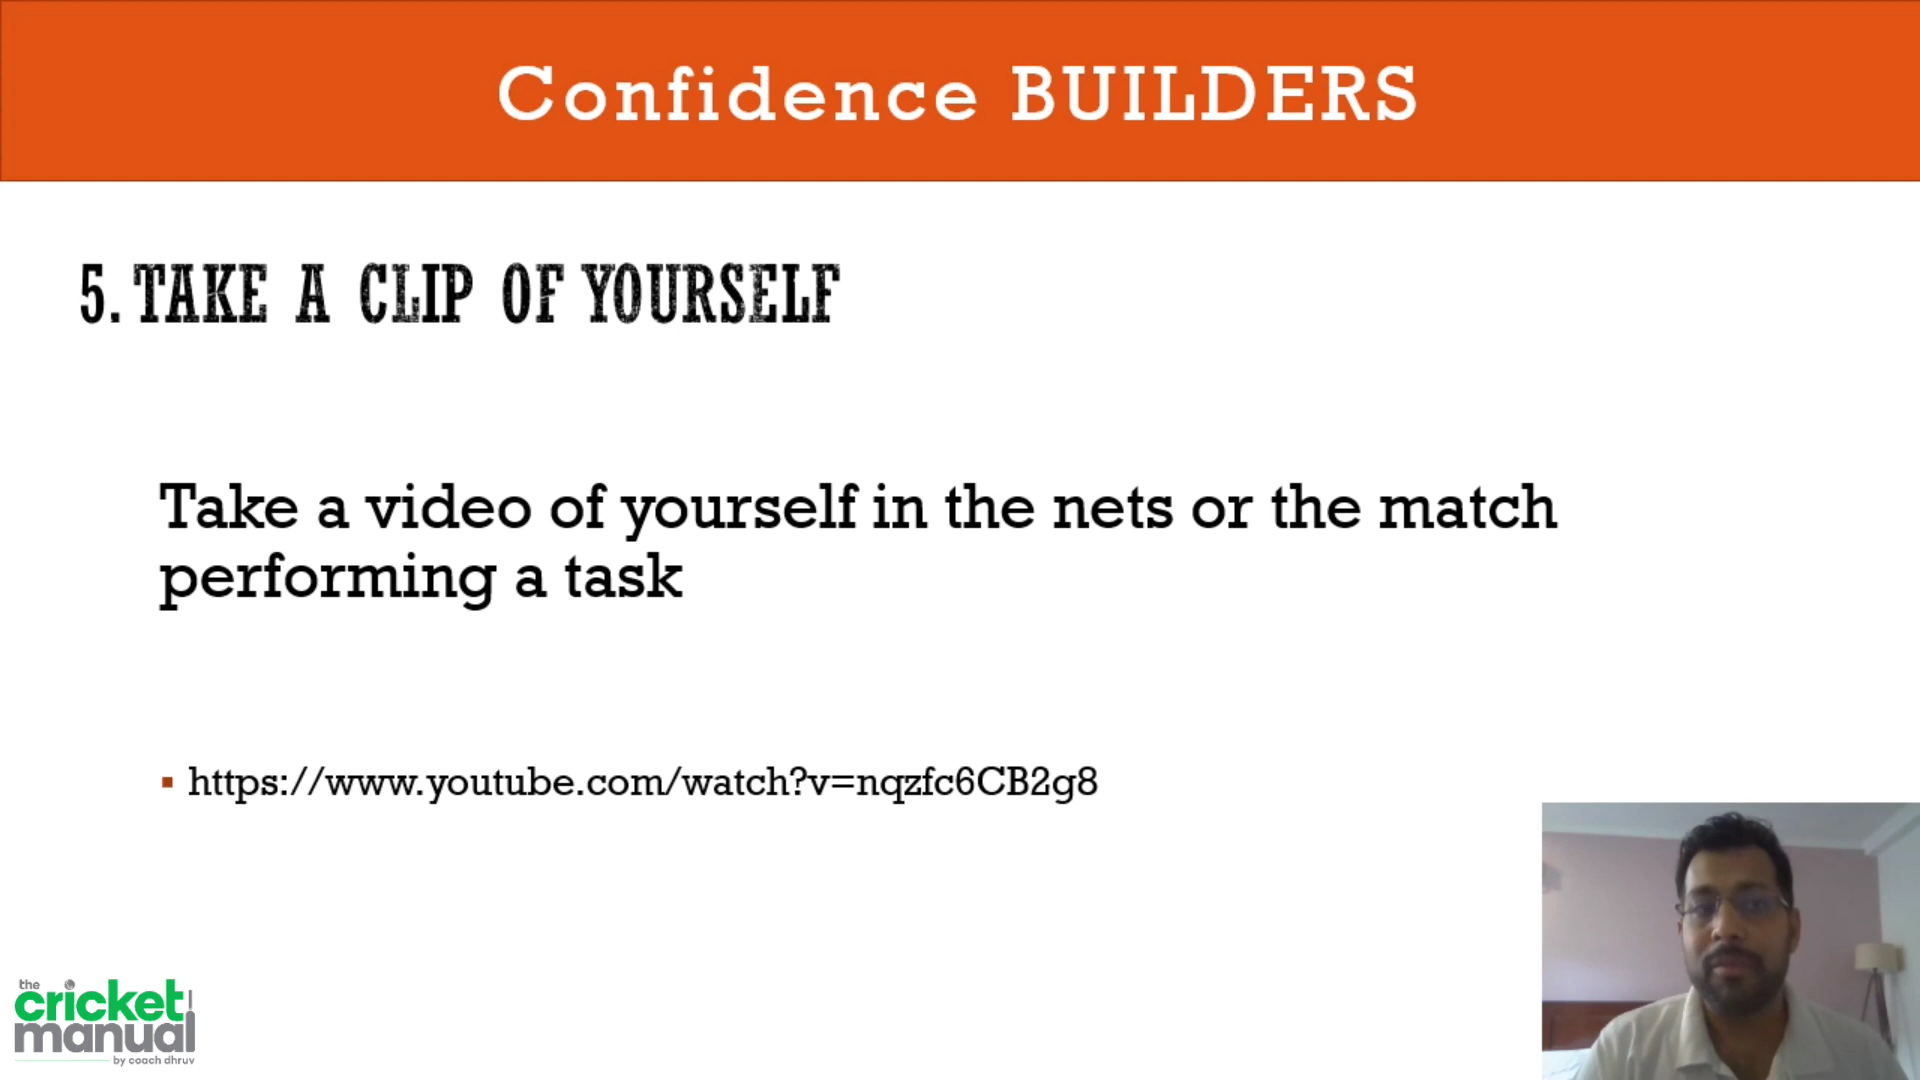 Confidence BUILDERS
5. TAKE A CLIP OF YOURSELF
Take a video of yourself in the nets or the match
performing a task
https://www.youtube.com/watch?v=nqzfc6CB2g8
the
cricket
manual
by coach dhruv